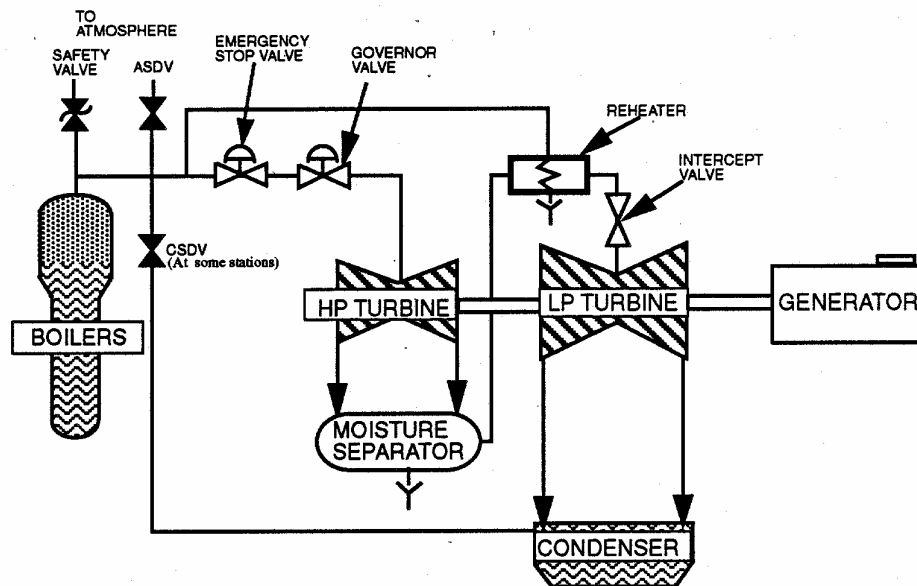 TO
ATMOSPHERE
SAFETY
VALVE
ASDV
EMERGENCY
STOP VALVE
GOVERNOR
VALVE
REHEATER
INTERCEPT
VALVE
CSDV
(At some stations)
HP TURBINE
LP TURBINE
GENERATOR
BOILERS
MOISTURE
SEPARATOR
CONDENSER